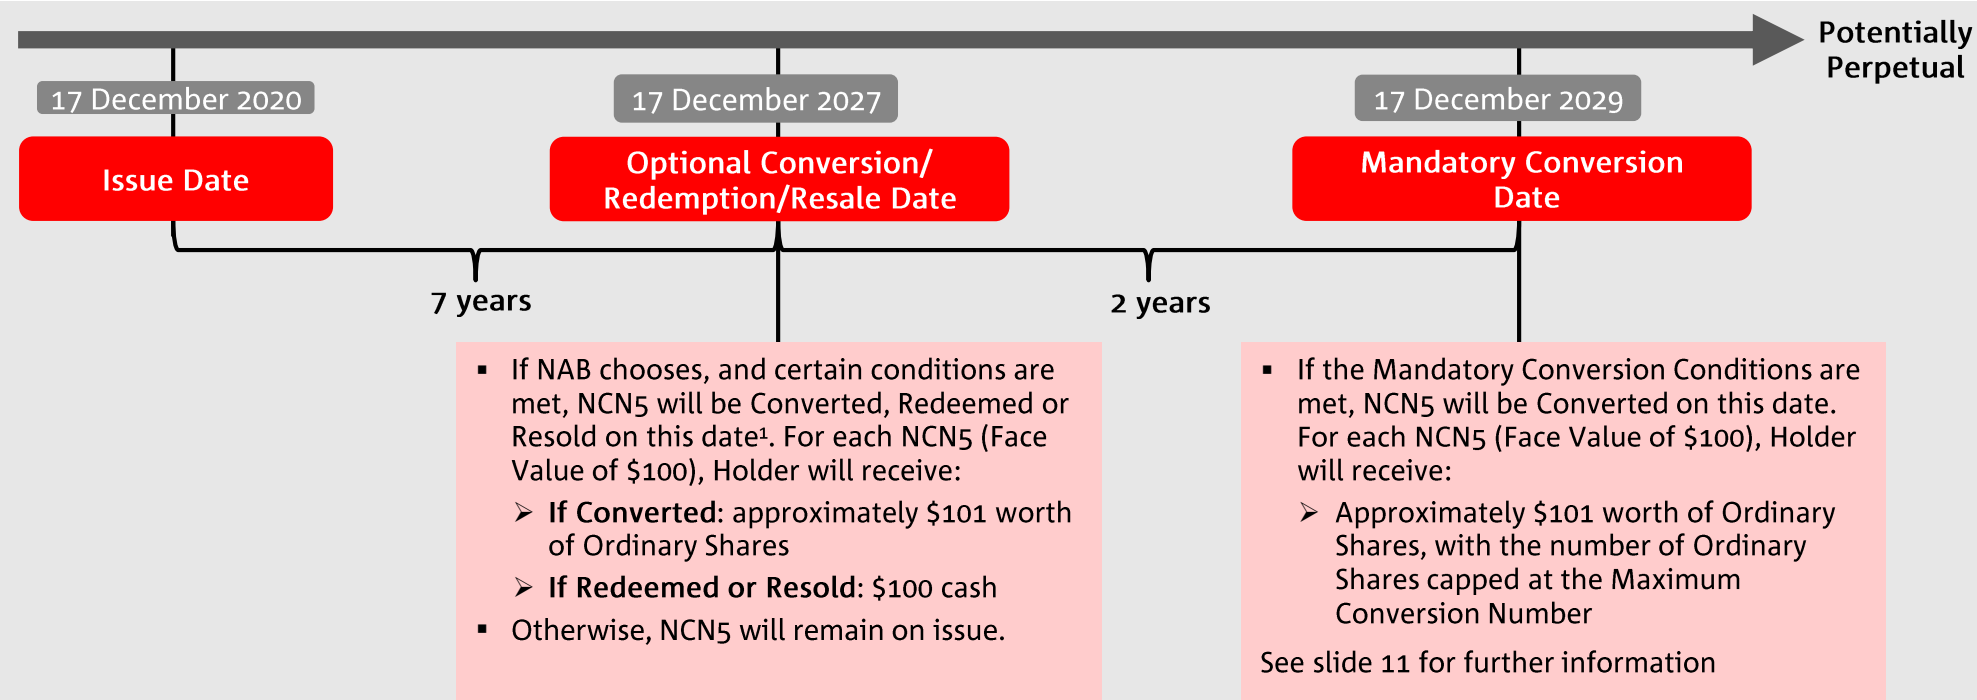 Potentially
Perpetual
17 December 2020
17 December 2027
17 December 2029
Issue Date
Optional Conversion/
Redemption/Resale Date
Mandatory Conversion
Date
7 years
2 years
▪ If NAB chooses, and certain conditions are
met, NCN5 will be Converted, Redeemed or
Resold on this date¹. For each NCN5 (Face
Value of $100), Holder will receive:
➢ If Converted: approximately $101 worth
of Ordinary Shares
➢ If Redeemed or Resold: $100 cash
▪ Otherwise, NCN5 will remain on issue.
▪ If the Mandatory Conversion Conditions are
met, NCN5 will be Converted on this date.
For each NCN5 (Face Value of $100), Holder
will receive:
➢ Approximately $101 worth of Ordinary
Shares, with the number of Ordinary
Shares capped at the Maximum
Conversion Number
See slide 11 for further information